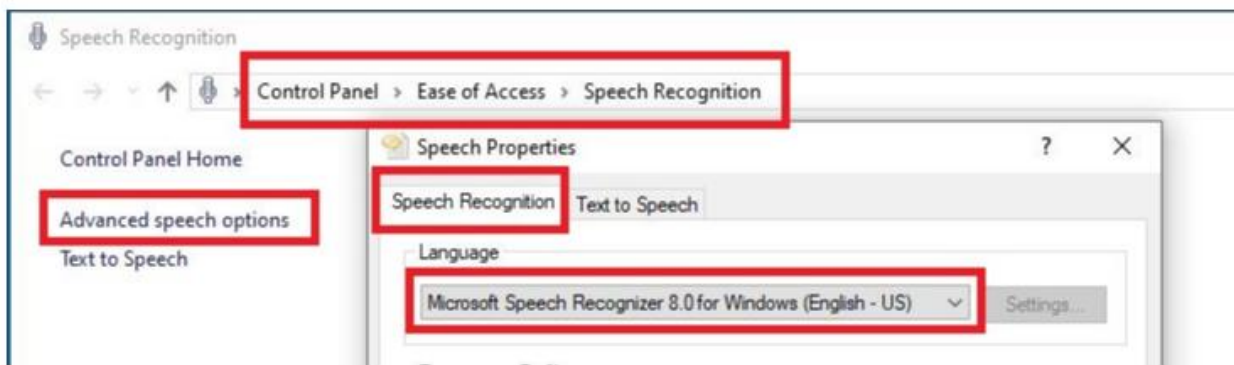 Speech Recognition
Control Panel > Ease of Access > Speech Recognition
Control Panel Home
Advanced speech options
Text to Speech
Speech Properties
Speech Recognition Text to Speech
Language
Microsoft Speech Recognizer 8.0 for Windows (English - US) Settings...